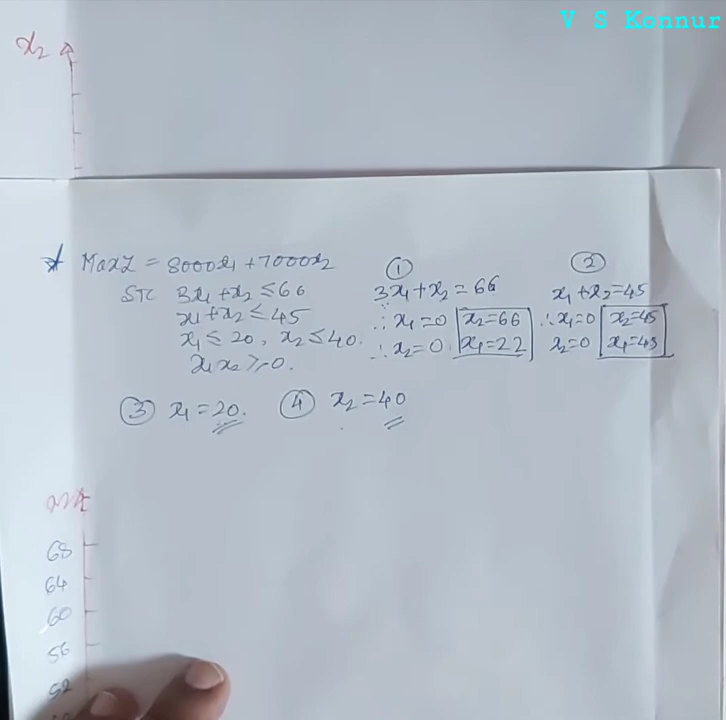 V S Konnur
x₂
* Max Z = 8000x₁ + 7000x₂
STC 3x₁ + x₂ ≤ 66
x₁ + x₂ ≤ 45
x₁ ≤ 20, x₂ ≤ 40.
x₁ x₂ ≥ 0.
①
3x₁ + x₂ = 66
∴ x₁ = 0 x₂ = 66
∴ x₂ = 0 x₁ = 22
②
x₁ + x₂ = 45
∴ x₁ = 0 x₂ = 45
x₂ = 0 x₁ = 45
③ x₁ = 20. ④ x₂ = 40
68
64
60
56
52